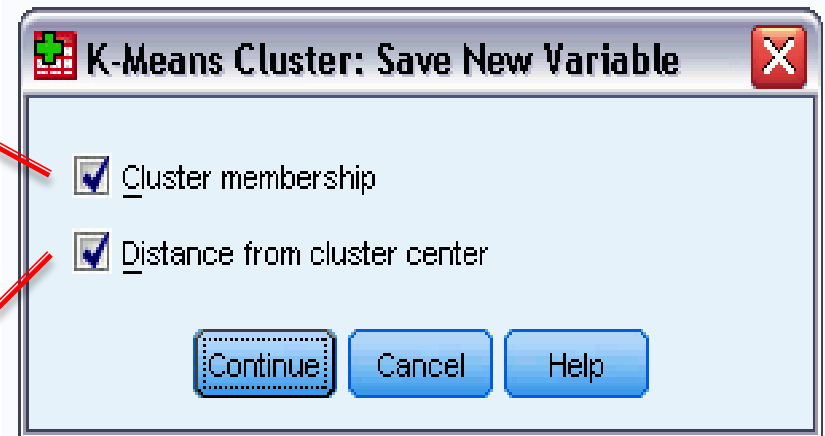 K-Means Cluster: Save New Variable
Cluster membership
Distance from cluster center
Continue Cancel Help